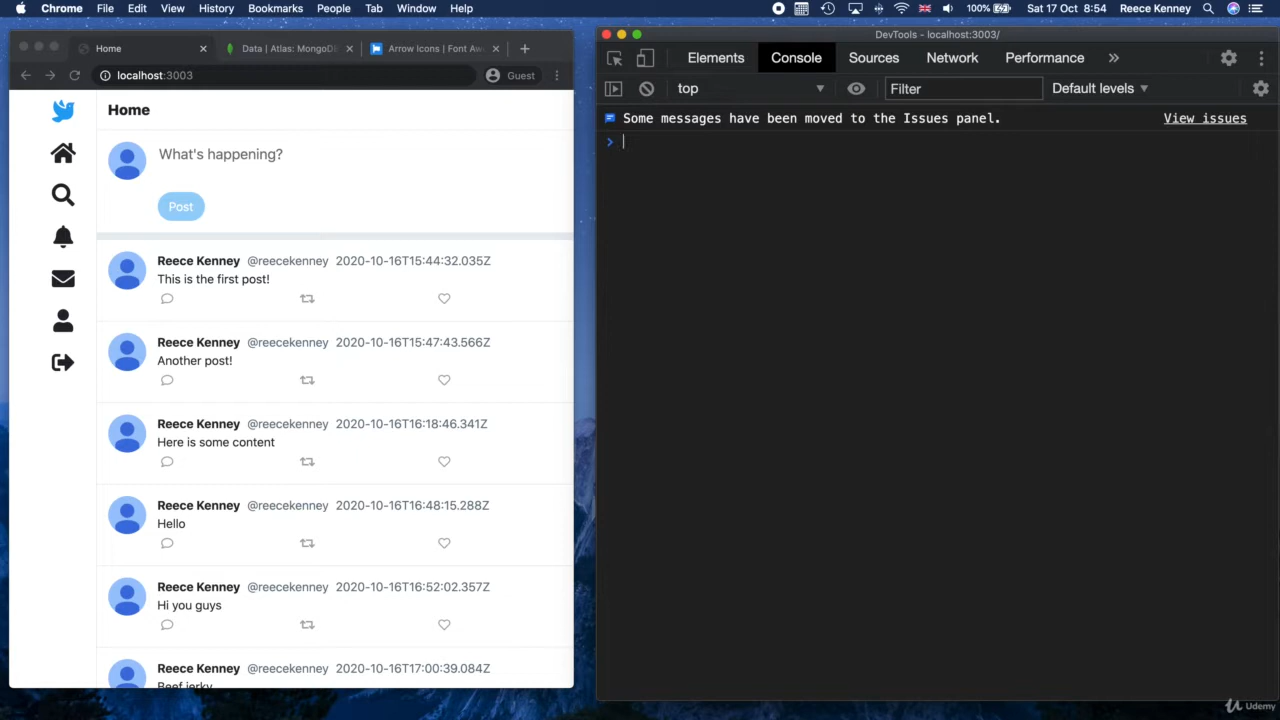 Chrome File Edit View History Bookmarks People Tab Window Help 100% Sat 17 Oct 8:54 Reece Kenney
Home Data | Atlas: MongoD Arrow Icons | Font Aw
localhost:3003 Guest
Home
What's happening?
Post
Reece Kenney @reecekenney 2020-10-16T15:44:32.035Z
This is the first post!
Reece Kenney @reecekenney 2020-10-16T15:47:43.566Z
Another post!
Reece Kenney @reecekenney 2020-10-16T16:18:46.341Z
Here is some content
Reece Kenney @reecekenney 2020-10-16T16:48:15.288Z
Hello
Reece Kenney @reecekenney 2020-10-16T16:52:02.357Z
Hi you guys
Reece Kenney @reecekenney 2020-10-16T17:00:39.084Z
Beef jerky
DevTools - localhost:3003/
Elements Console Sources Network Performance »
top Filter Default levels
Some messages have been moved to the Issues panel. View issues
Udemy